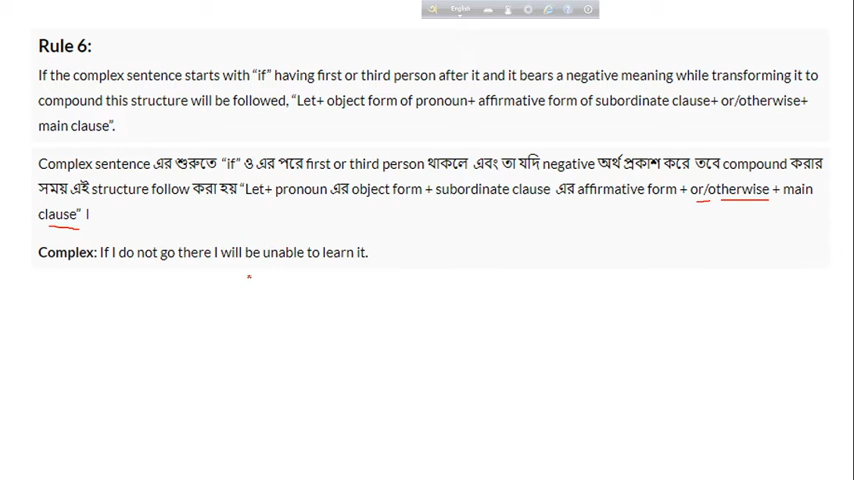 English
Rule 6:
If the complex sentence starts with “if” having first or third person after it and it bears a negative meaning while transforming it to
compound this structure will be followed, “Let+ object form of pronoun+ affirmative form of subordinate clause+ or/otherwise+
main clause”.
Complex sentence এর শুরুতে “if” ও এর পরে first or third person থাকলে এবং তা যদি negative অর্থ প্রকাশ করে তবে compound করার
সময় এই structure follow করা হয় “Let+ pronoun এর object form + subordinate clause এর affirmative form + or/otherwise + main
clause” ।
Complex: If I do not go there I will be unable to learn it.